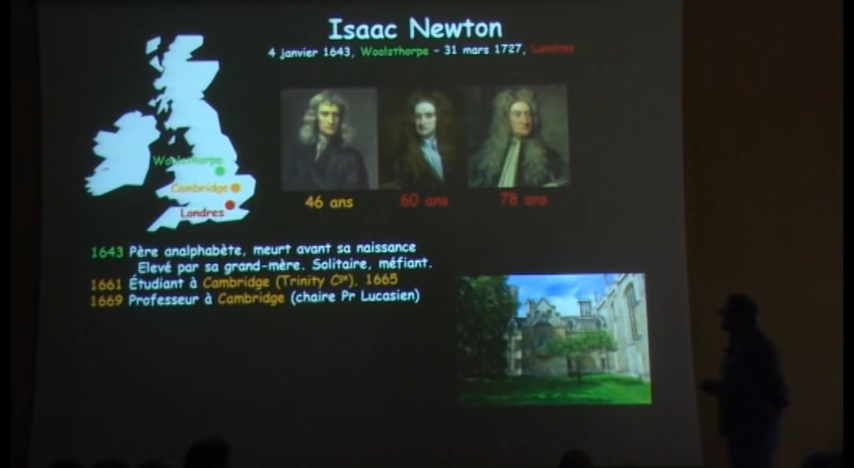 Isaac Newton
4 janvier 1643, Woolsthorpe - 31 mars 1727, Londres
Woolsthorpe
Cambridge
Londres
46 ans
60 ans
78 ans
1643 Père analphabète, meurt avant sa naissance
Elevé par sa grand-mère. Solitaire, méfiant.
1661 Étudiant à Cambridge (Trinity Cge), 1665
1669 Professeur à Cambridge (chaire Pr Lucasien)